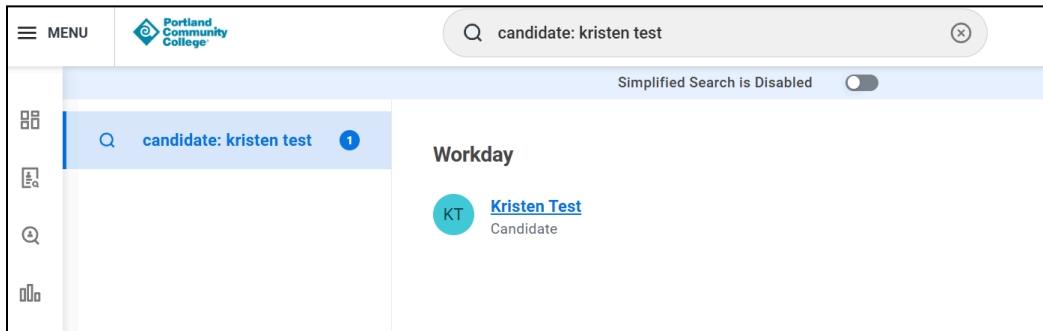 MENU
Portland
Community
College
candidate: kristen test
Simplified Search is Disabled
candidate: kristen test 1
Workday
KT
Kristen Test
Candidate